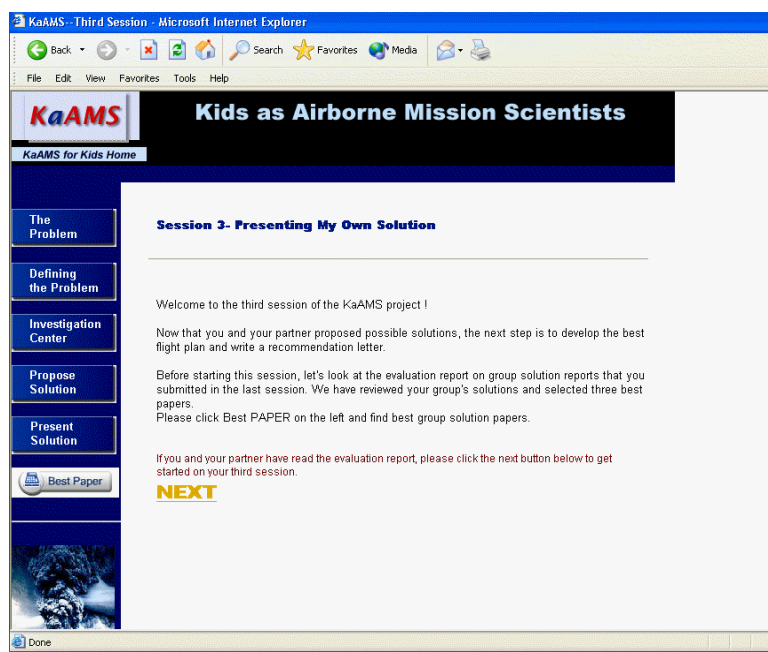 KaAMS--Third Session - Microsoft Internet Explorer
Back Search Favorites Media
File Edit View Favorites Tools Help
KaAMS
Kids as Airborne Mission Scientists
KaAMS for Kids Home
The
Problem
Defining
the Problem
Investigation
Center
Propose
Solution
Present
Solution
Best Paper
Session 3- Presenting My Own Solution
Welcome to the third session of the KaAMS project !
Now that you and your partner proposed possible solutions, the next step is to develop the best
flight plan and write a recommendation letter.
Before starting this session, let's look at the evaluation report on group solution reports that you
submitted in the last session. We have reviewed your group's solutions and selected three best
papers.
Please click Best PAPER on the left and find best group solution papers.
If you and your partner have read the evaluation report, please click the next button below to get
started on your third session.
NEXT
Done